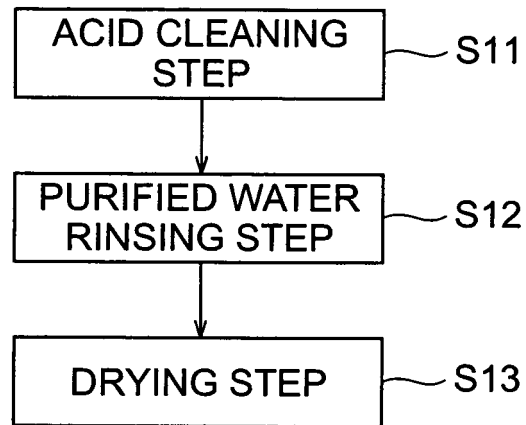 ACID CLEANING
STEP
S11
PURIFIED WATER
RINSING STEP
S12
DRYING STEP
S13